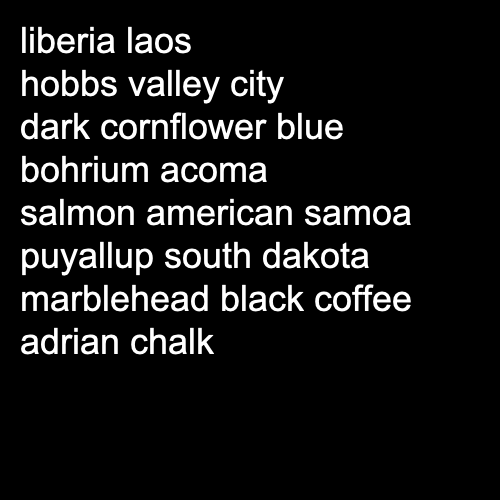 liberia laos
hobbs valley city
dark cornflower blue
bohrium acoma
salmon american samoa
puyallup south dakota
marblehead black coffee
adrian chalk